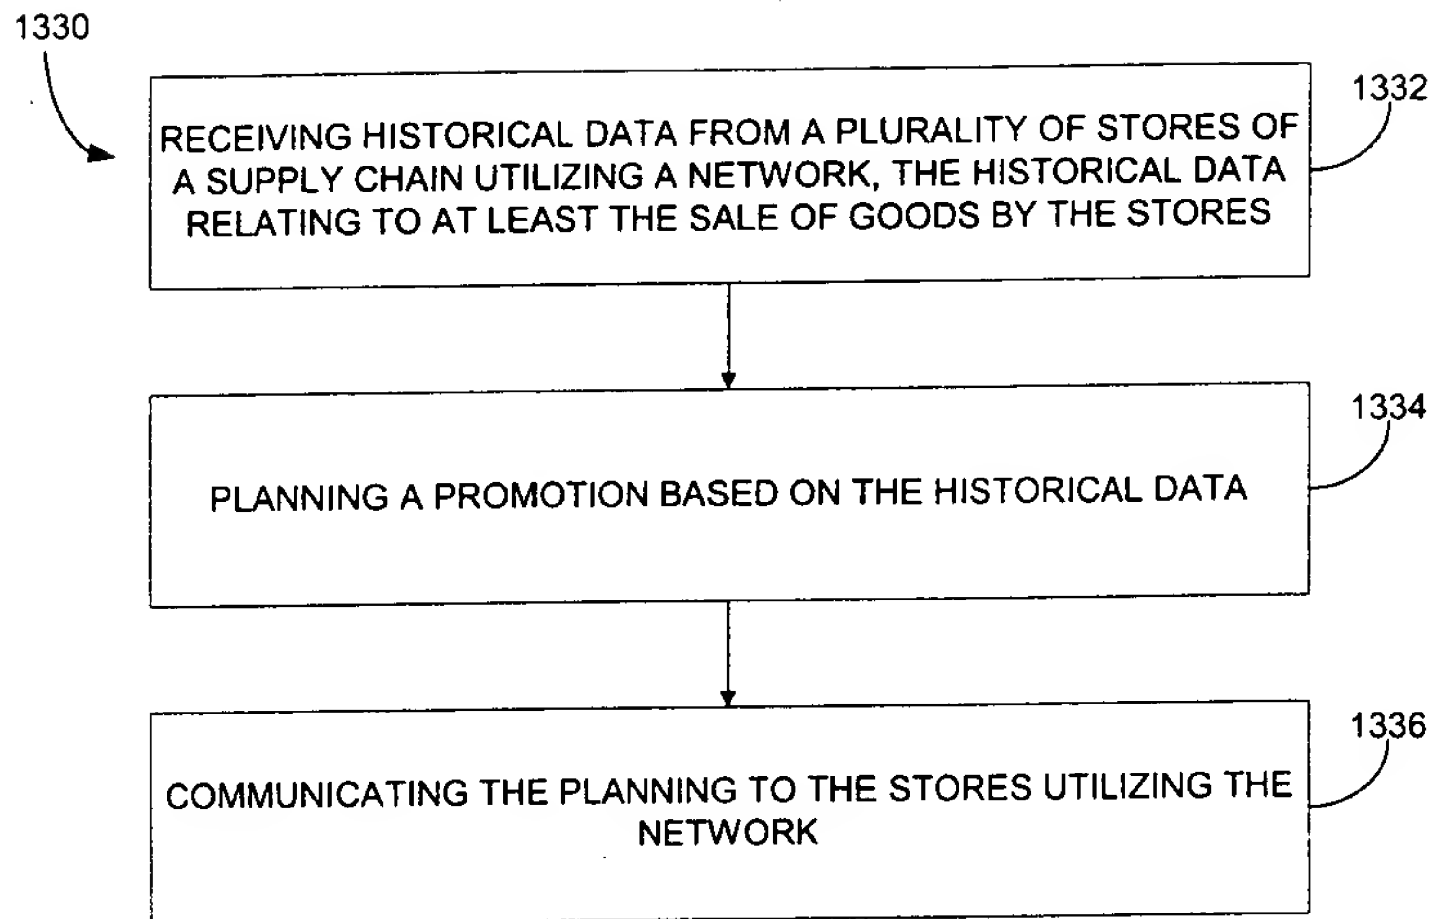 1330
1332
RECEIVING HISTORICAL DATA FROM A PLURALITY OF STORES OF
A SUPPLY CHAIN UTILIZING A NETWORK, THE HISTORICAL DATA
RELATING TO AT LEAST THE SALE OF GOODS BY THE STORES
1334
PLANNING A PROMOTION BASED ON THE HISTORICAL DATA
1336
COMMUNICATING THE PLANNING TO THE STORES UTILIZING THE
NETWORK